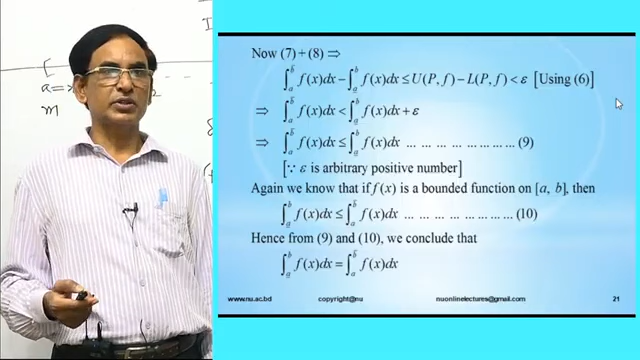 [
a = x
m
Now (7) + (8) ⇒
∫_a^b̄ f(x)dx − ∫_a̲^b f(x)dx ≤ U(P, f) − L(P, f) < ε [Using (6)]
⇒ ∫_a^b̄ f(x)dx < ∫_a̲^b f(x)dx + ε
⇒ ∫_a^b̄ f(x)dx ≤ ∫_a̲^b f(x)dx ... ... ... ... ... ... ... ... (9)
[∵ ε is arbitrary positive number]
Again we know that if f(x) is a bounded function on [a, b], then
∫_a̲^b f(x)dx ≤ ∫_a^b̄ f(x)dx ... ... ... ... ... ... ... (10)
Hence from (9) and (10), we conclude that
∫_a̲^b f(x)dx = ∫_a^b̄ f(x)dx
www.nu.ac.bd copyright@nu nuonlinelectures@gmail.com 21